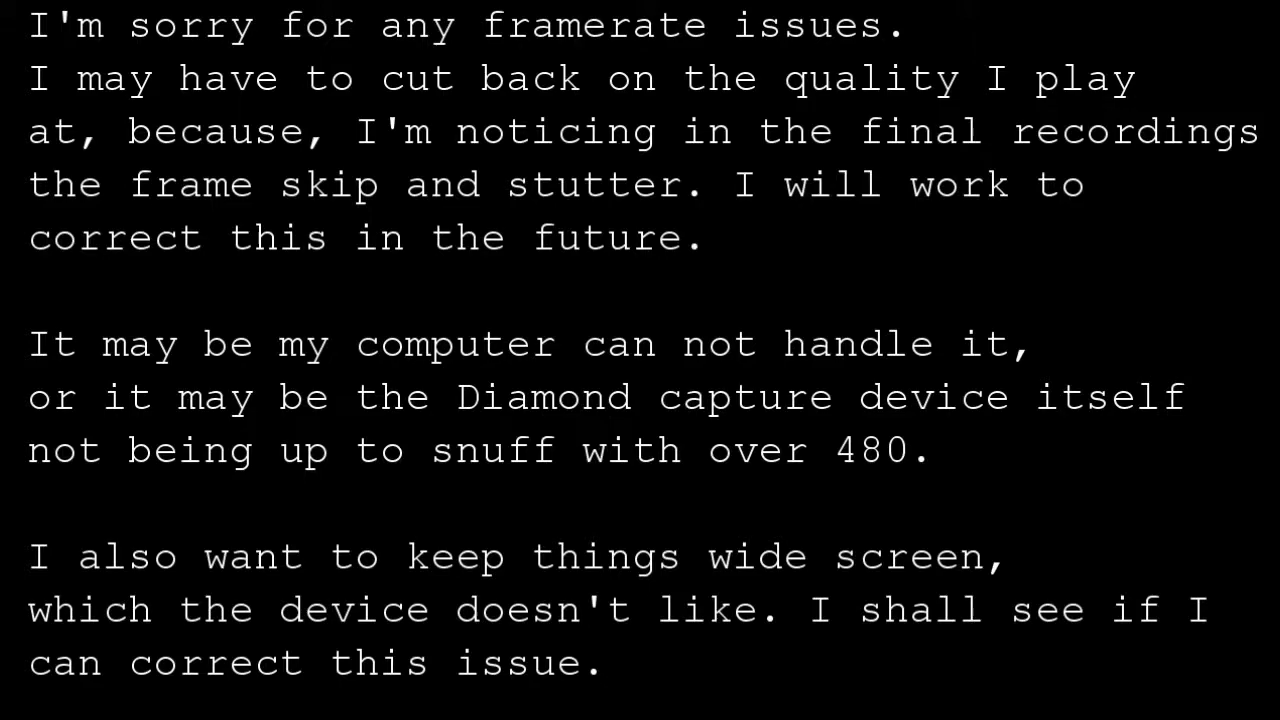 I'm sorry for any framerate issues.
I may have to cut back on the quality I play
at, because, I'm noticing in the final recordings
the frame skip and stutter. I will work to
correct this in the future.
It may be my computer can not handle it,
or it may be the Diamond capture device itself
not being up to snuff with over 480.
I also want to keep things wide screen,
which the device doesn't like. I shall see if I
can correct this issue.